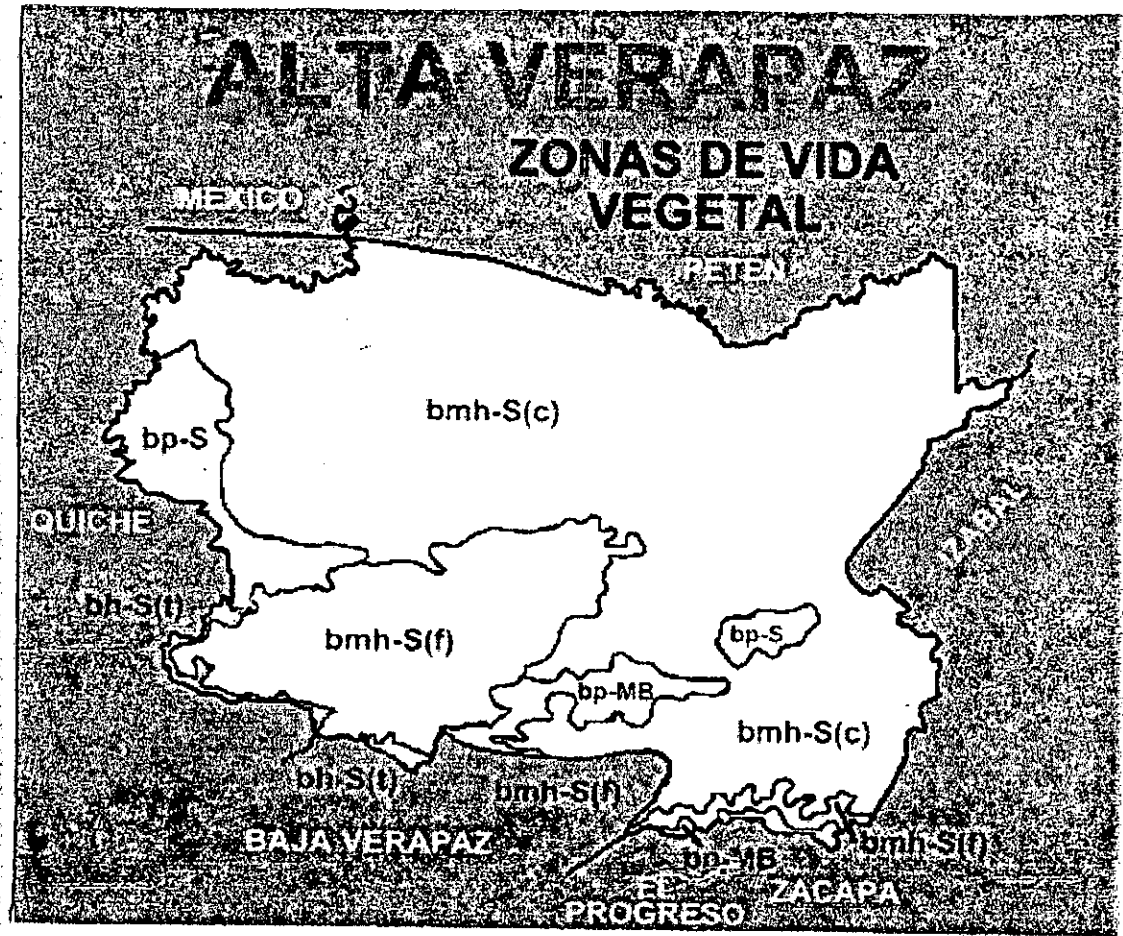 ALTA VERAPAZ
ZONAS DE VIDA
VEGETAL
MEXICO
PETEN
bmh-S(c)
bp-S
QUICHE
IZABAL
bh-S(t)
bmh-S(f)
bp-S
bp-MB
bmh-S(c)
bh-S(t)
bmh-S(f)
BAJA VERAPAZ
bmh-S(f)
bp-MB
EL
PROGRESO
ZACAPA